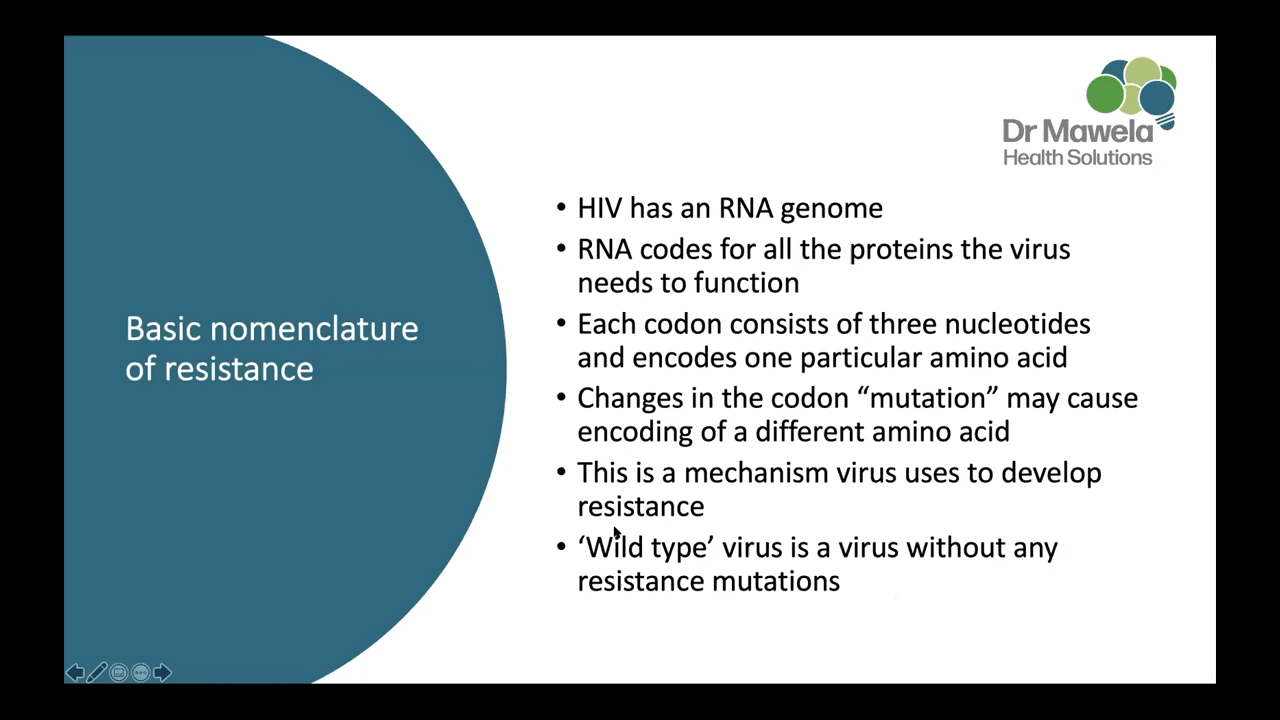 Dr Mawela
Health Solutions
Basic nomenclature
of resistance
• HIV has an RNA genome
• RNA codes for all the proteins the virus
needs to function
• Each codon consists of three nucleotides
and encodes one particular amino acid
• Changes in the codon “mutation” may cause
encoding of a different amino acid
• This is a mechanism virus uses to develop
resistance
• ‘Wild type’ virus is a virus without any
resistance mutations